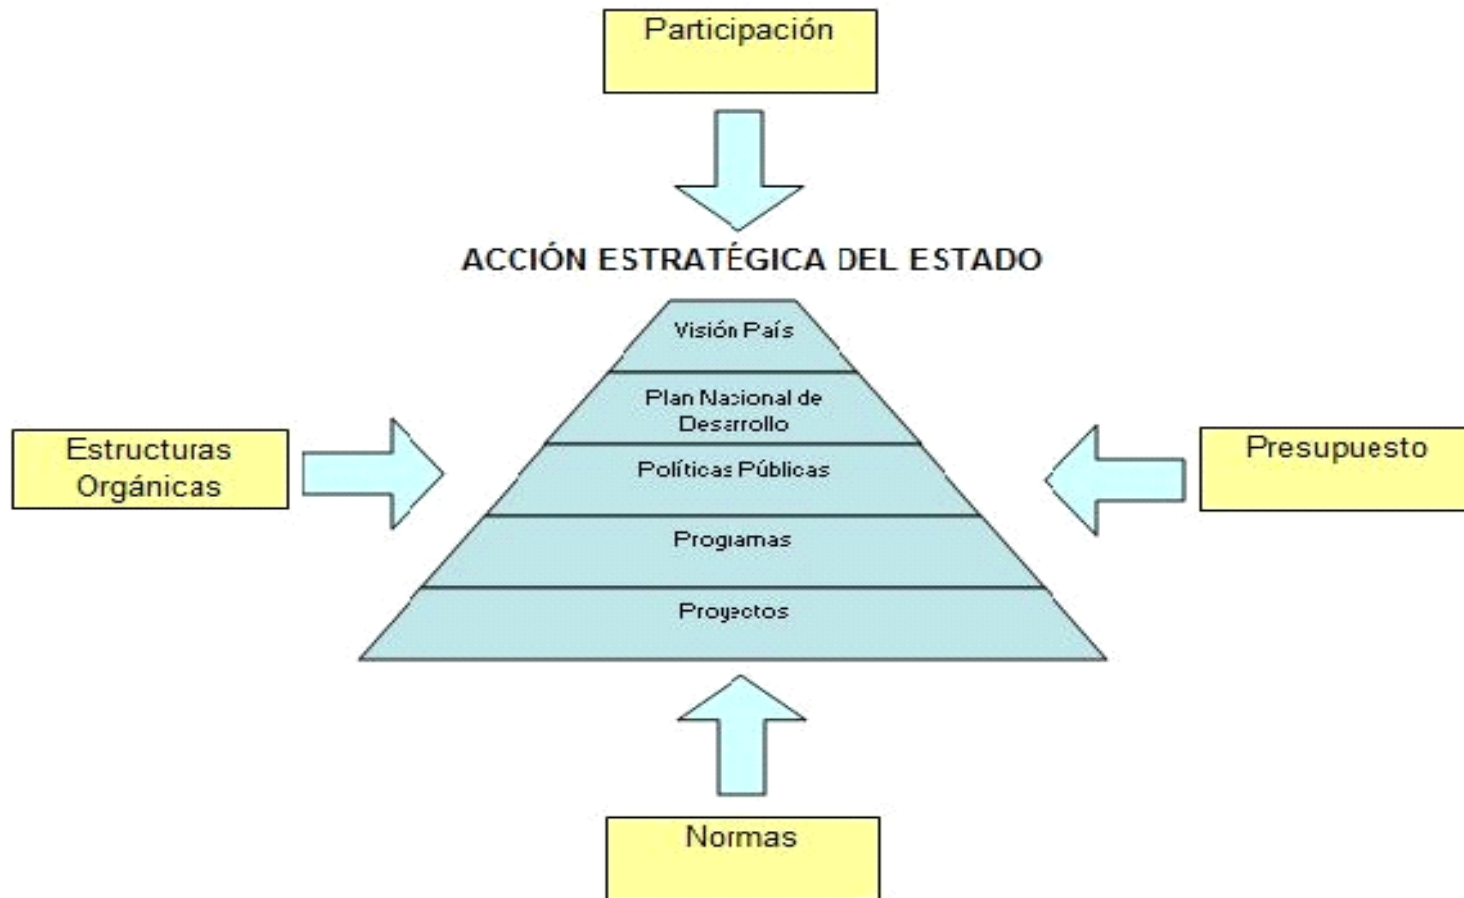 Participación
ACCIÓN ESTRATÉGICA DEL ESTADO
Visión País
Plan Nacional de
Desarrollo
Estructuras
Orgánicas
Presupuesto
Políticas Públicas
Programas
Proyectos
Normas